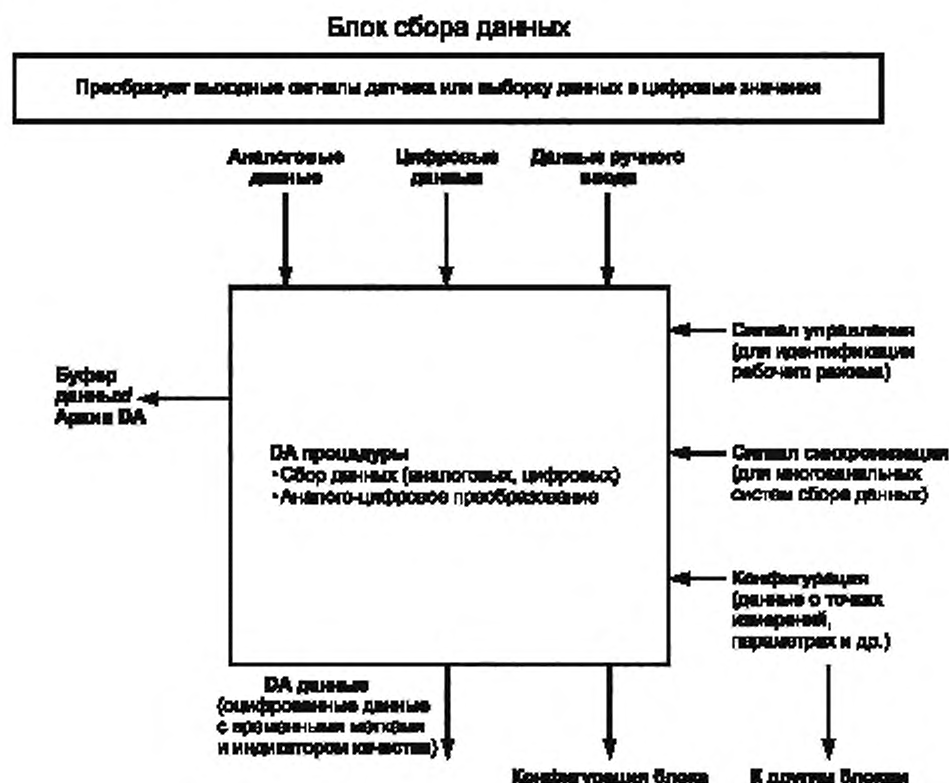 Блок сбора данных
Преобразует выходные сигналы датчика или выборку данных в цифровые значения
Аналоговые
данные
Цифровые
данные
Данные ручного
ввода
Сигнал управления
(для идентификации
рабочего режима)
Буфер
данных/
Архив DA
DA процедуры
•Сбор данных (аналоговых, цифровых)
•Аналого-цифровое преобразование
Сигнал синхронизации
(для многоканальных
систем сбора данных)
Конфигурация
(данные о точках
измерений,
параметрах и др.)
DA данные
(оцифрованные данные
с временными метками
и индикатором качества)
Конфигурация блока
К другим блокам